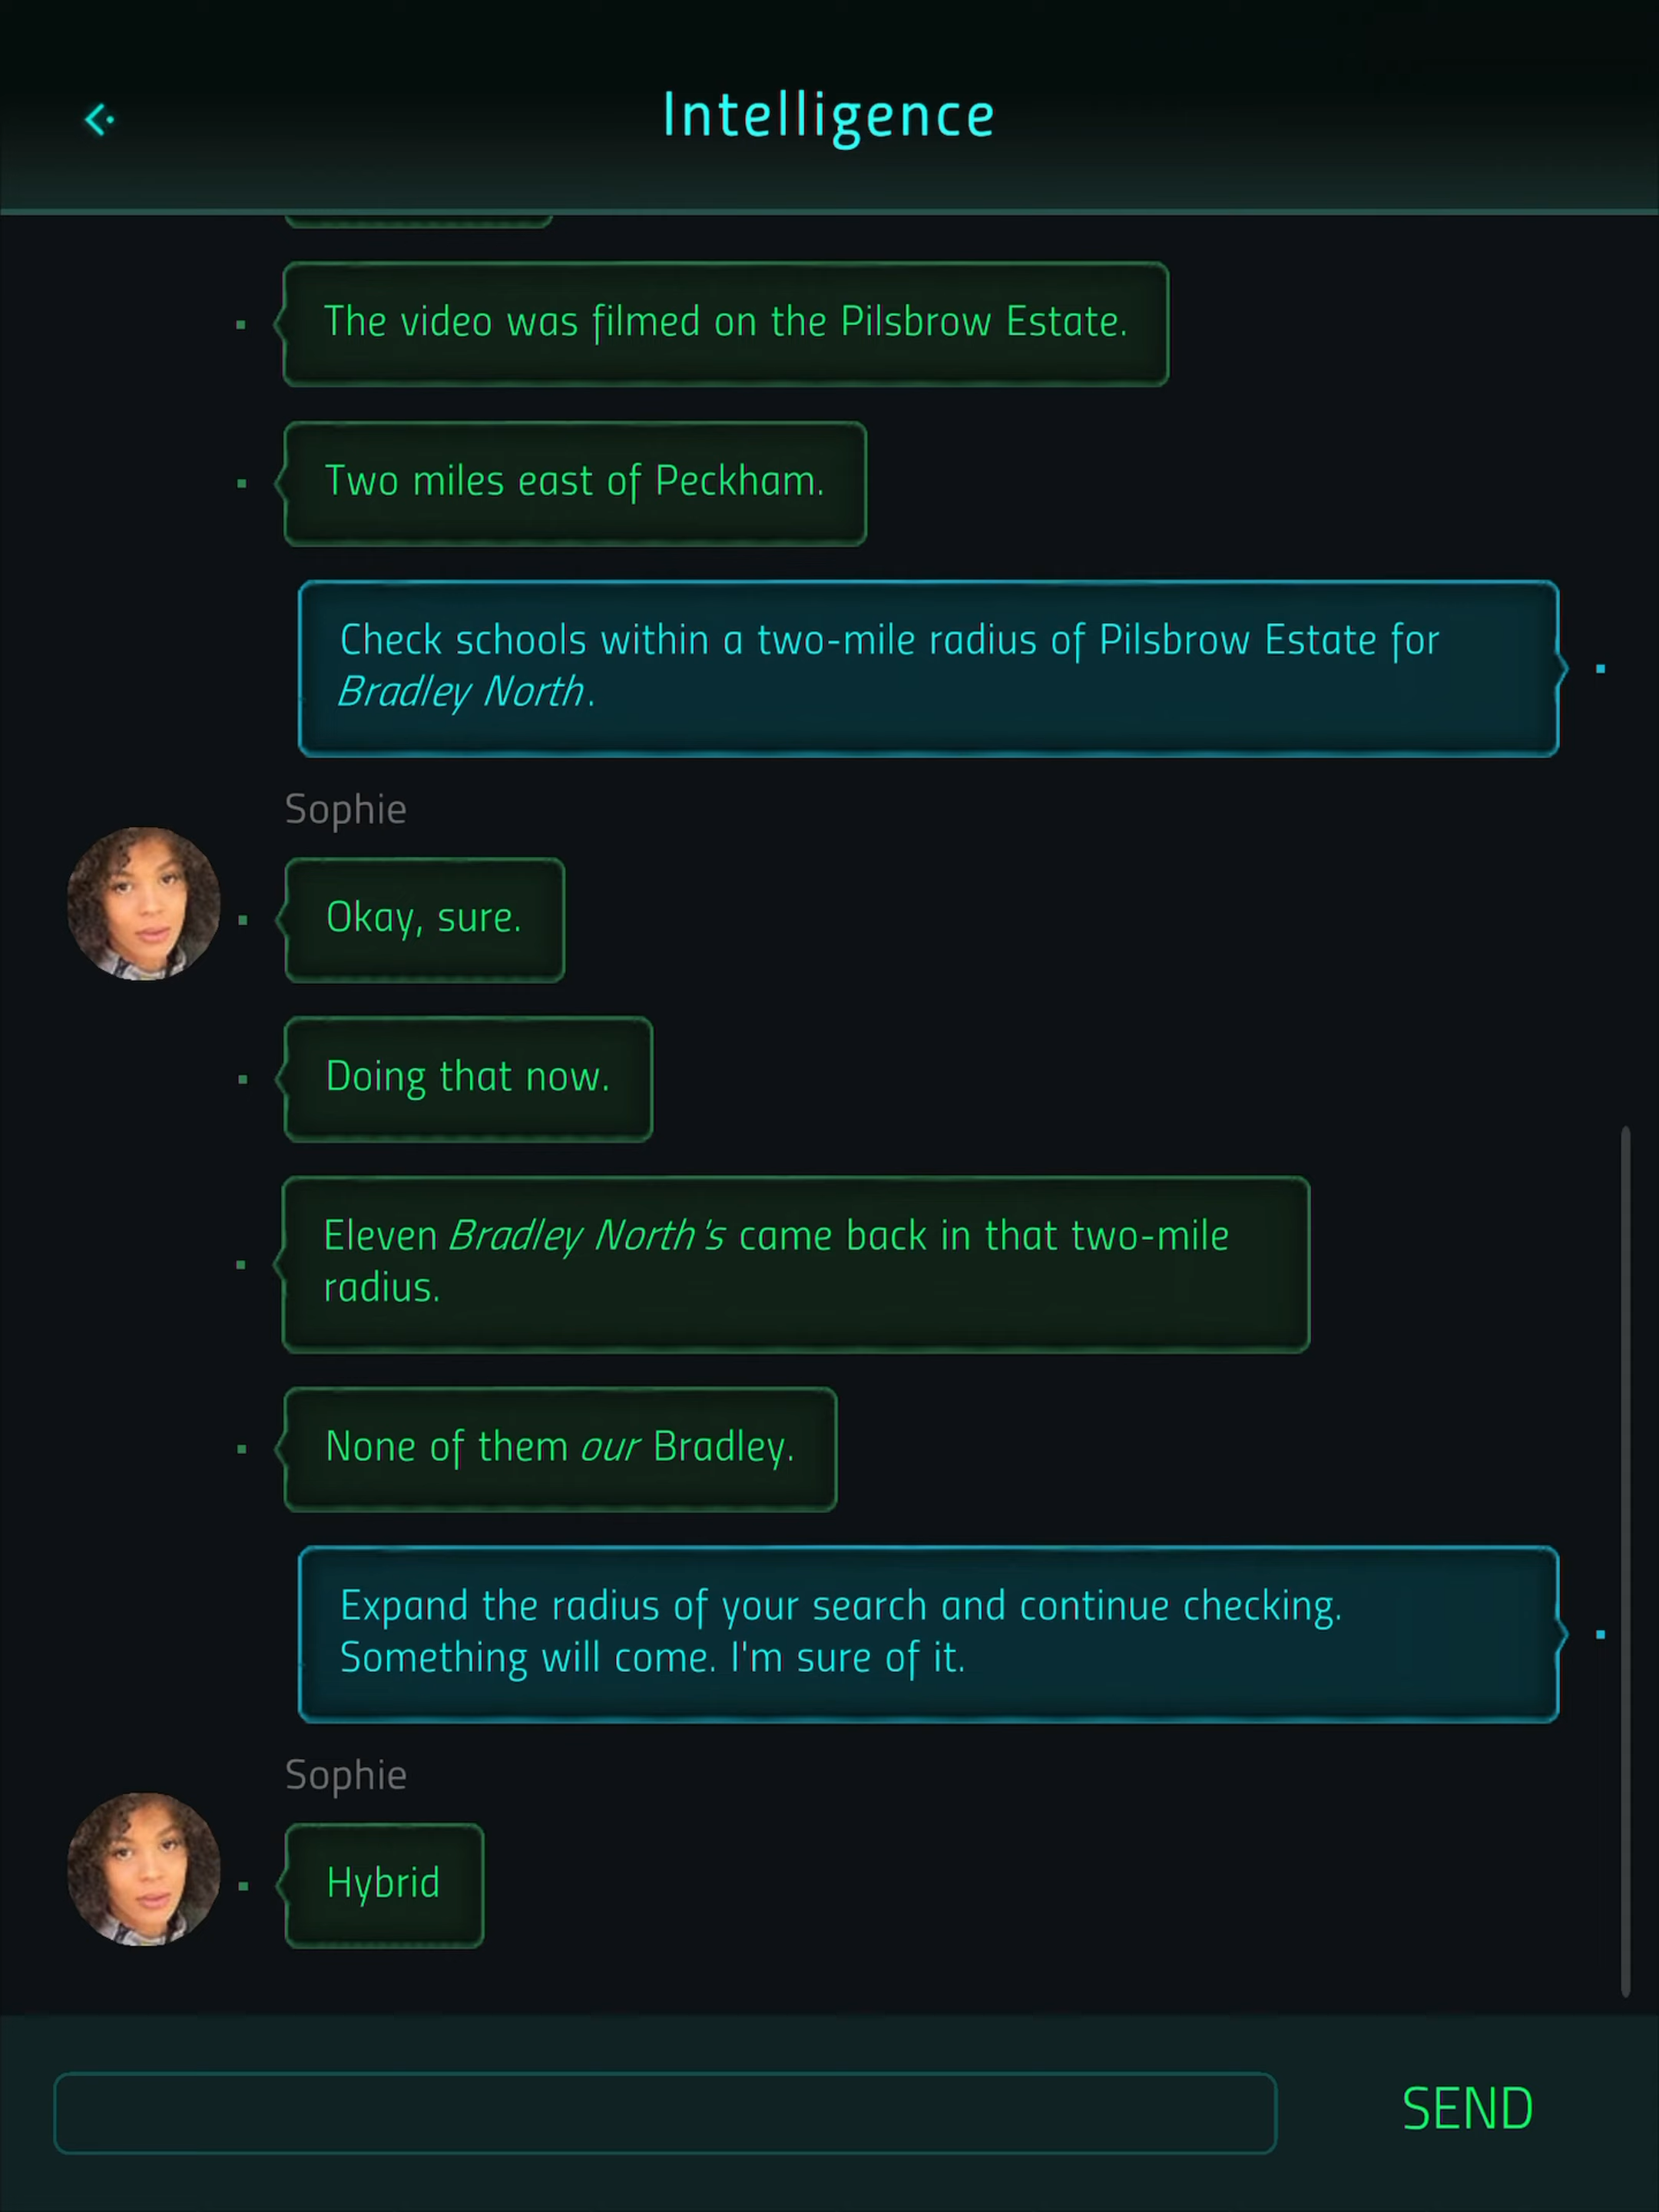 Intelligence
The video was filmed on the Pilsbrow Estate.
Two miles east of Peckham.
Check schools within a two-mile radius of Pilsbrow Estate for
Bradley North.
Sophie
Okay, sure.
Doing that now.
Eleven Bradley North's came back in that two-mile
radius.
None of them our Bradley.
Expand the radius of your search and continue checking.
Something will come. I'm sure of it.
Sophie
Hybrid
SEND